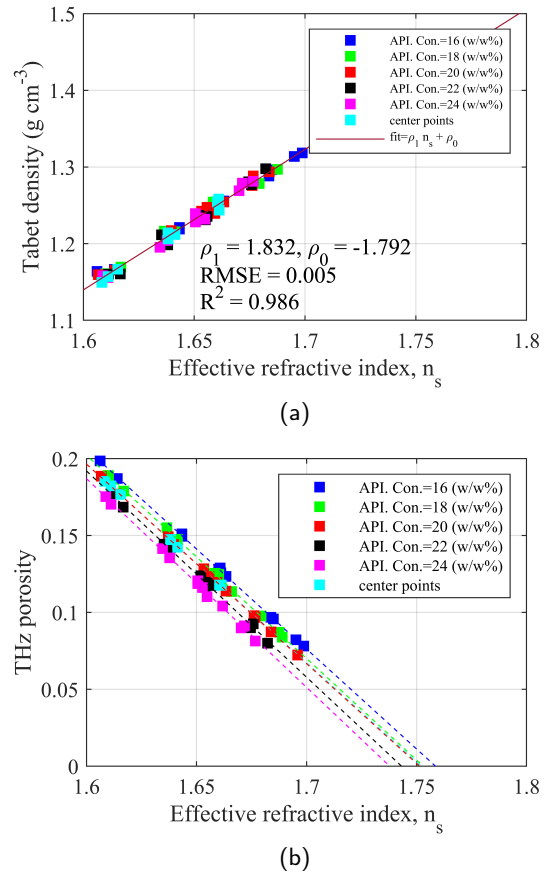 1.5
1.4
1.3
1.2
1.1
Tabet density (g cm⁻³)
API. Con.=16 (w/w%)
API. Con.=18 (w/w%)
API. Con.=20 (w/w%)
API. Con.=22 (w/w%)
API. Con.=24 (w/w%)
center points
fit=ρ₁ nₛ + ρ₀
ρ₁ = 1.832, ρ₀ = -1.792
RMSE = 0.005
R² = 0.986
1.6 1.7 1.8
Effective refractive index, nₛ
(a)
0.2
0.15
0.1
0.05
0
THz porosity
API. Con.=16 (w/w%)
API. Con.=18 (w/w%)
API. Con.=20 (w/w%)
API. Con.=22 (w/w%)
API. Con.=24 (w/w%)
center points
1.6 1.65 1.7 1.75 1.8
Effective refractive index, nₛ
(b)